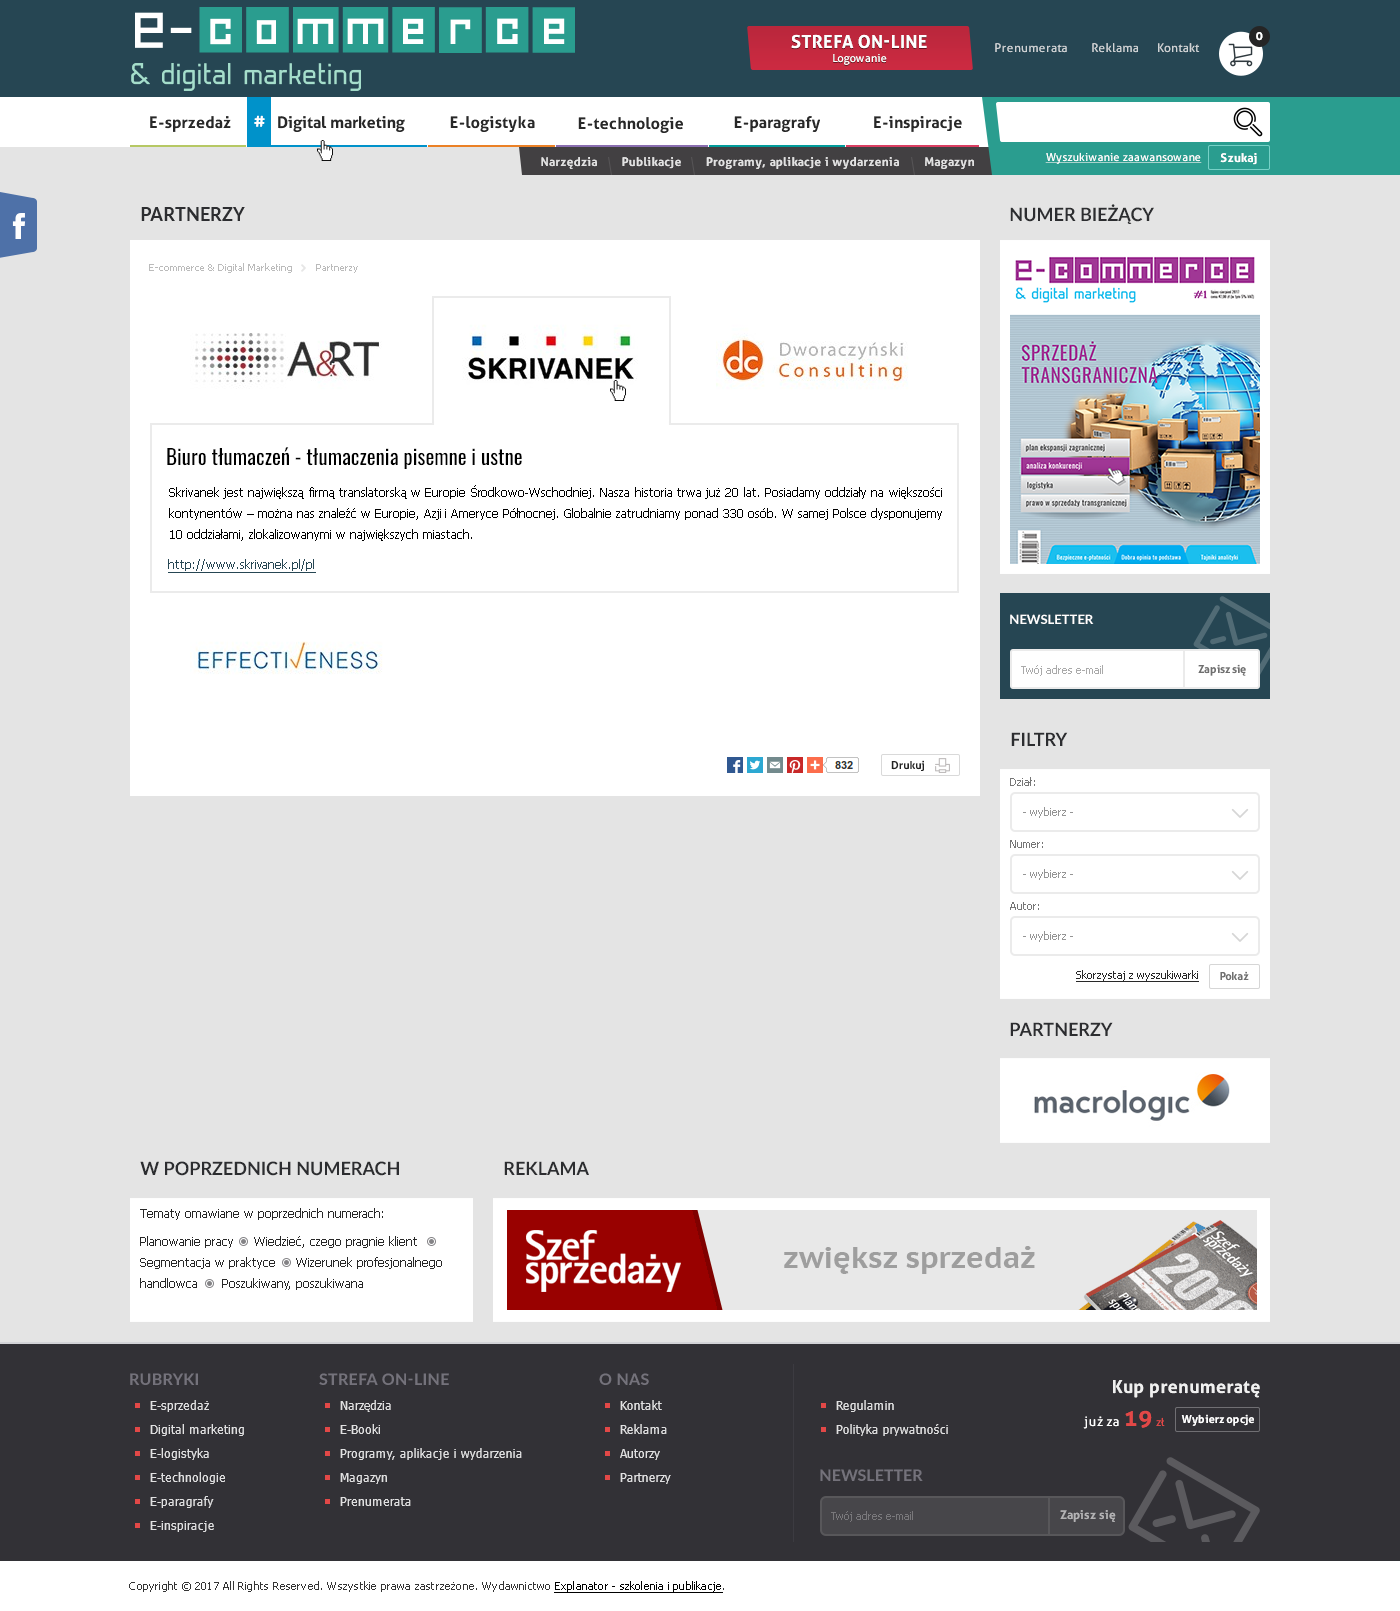 e-commerce
& digital marketing
STREFA ON-LINE
Logowanie
Prenumerata
Reklama
Kontakt
0
E-sprzedaż
# Digital marketing
E-logistyka
E-technologie
E-paragrafy
E-inspiracje
Wyszukiwanie zaawansowane
Szukaj
Narzędzia
Publikacje
Programy, aplikacje i wydarzenia
Magazyn
f
PARTNERZY
E-commerce & Digital Marketing > Partnerzy
A&RT
SKRIVANEK
dc Dworaczyński
Consulting
Biuro tłumaczeń - tłumaczenia pisemne i ustne
Skrivanek jest największą firmą translatorską w Europie Środkowo-Wschodniej. Nasza historia trwa już 20 lat. Posiadamy oddziały na większości
kontynentów – można nas znaleźć w Europie, Azji i Ameryce Północnej. Globalnie zatrudniamy ponad 330 osób. W samej Polsce dysponujemy
10 oddziałami, zlokalizowanymi w największych miastach.
http://www.skrivanek.pl/pl
EFFECTIVENESS
832
Drukuj
NUMER BIEŻĄCY
e-commerce
& digital marketing
#1
SPRZEDAŻ
TRANSGRANICZNA
plan ekspansji zagranicznej
analiza konkurencji
logistyka
prawo w sprzedaży transgranicznej
Bezpieczne e-płatności
Dobra opinia to podstawa
Tajniki analityki
NEWSLETTER
Twój adres e-mail
Zapisz się
FILTRY
Dział:
- wybierz -
Numer:
- wybierz -
Autor:
- wybierz -
Skorzystaj z wyszukiwarki
Pokaż
PARTNERZY
macrologic
W POPRZEDNICH NUMERACH
Tematy omawiane w poprzednich numerach:
Planowanie pracy Wiedzieć, czego pragnie klient
Segmentacja w praktyce Wizerunek profesjonalnego
handlowca Poszukiwany, poszukiwana
REKLAMA
Szef
sprzedaży
zwiększ sprzedaż
Szef
sprzedaży
RUBRYKI
E-sprzedaż
Digital marketing
E-logistyka
E-technologie
E-paragrafy
E-inspiracje
STREFA ON-LINE
Narzędzia
E-Booki
Programy, aplikacje i wydarzenia
Magazyn
Prenumerata
O NAS
Kontakt
Reklama
Autorzy
Partnerzy
Regulamin
Polityka prywatności
Kup prenumeratę
już za 19 zł
Wybierz opcje
NEWSLETTER
Twój adres e-mail
Zapisz się
Copyright © 2017 All Rights Reserved. Wszystkie prawa zastrzeżone. Wydawnictwo Explanator - szkolenia i publikacje.